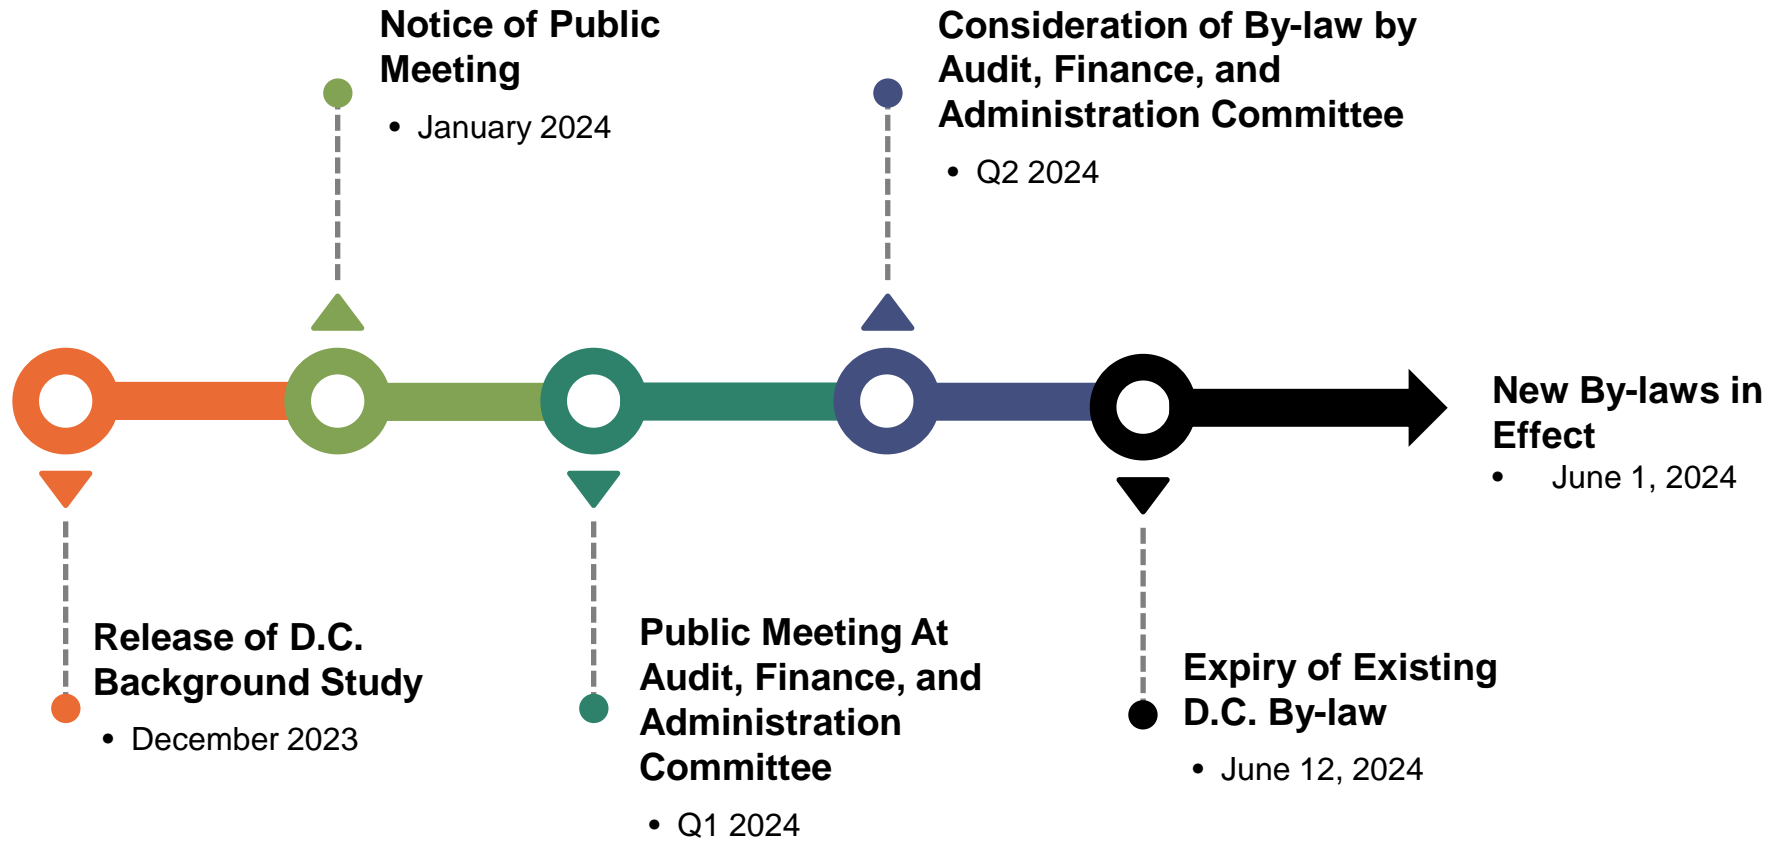 Notice of Public
Meeting
• January 2024
Consideration of By-law by
Audit, Finance, and
Administration Committee
• Q2 2024
New By-laws in
Effect
• June 1, 2024
Release of D.C.
Background Study
• December 2023
Public Meeting At
Audit, Finance, and
Administration
Committee
• Q1 2024
Expiry of Existing
D.C. By-law
• June 12, 2024